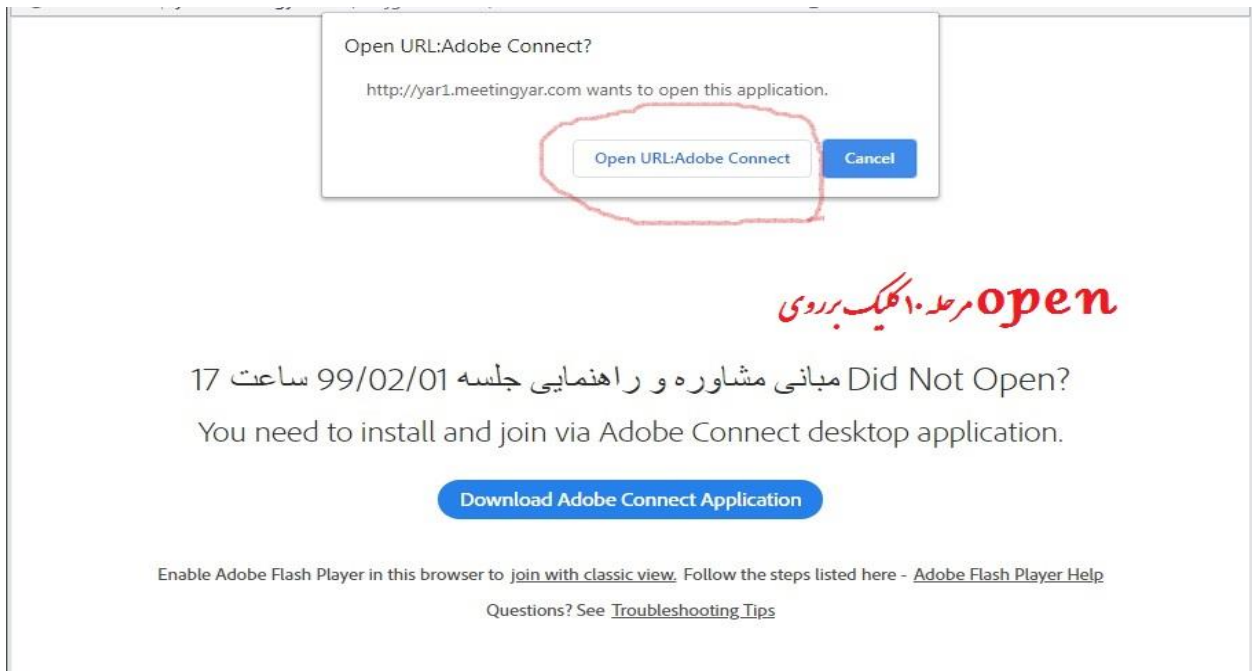 Open URL:Adobe Connect?
http://yar1.meetingyar.com wants to open this application.
Open URL:Adobe Connect
Cancel
مرحله ۱۰ کلیک برروی open
مبانی مشاوره و راهنمایی جلسه 99/02/01 ساعت 17 Did Not Open?
You need to install and join via Adobe Connect desktop application.
Download Adobe Connect Application
Enable Adobe Flash Player in this browser to join with classic view. Follow the steps listed here - Adobe Flash Player Help
Questions? See Troubleshooting Tips